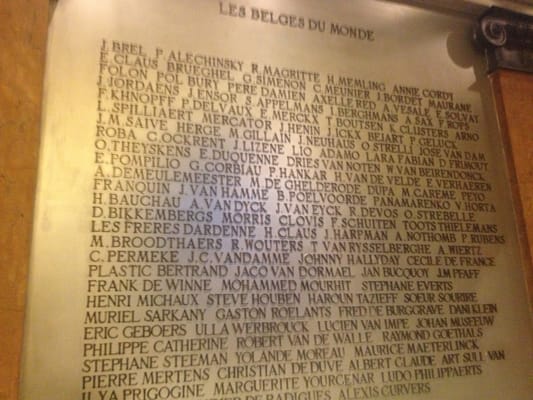 LES BELGES DU MONDE
J. BREL P. ALECHINSKY R. MAGRITTE H. MEMLING ANNIE CORDY
E. CLAUS BRUEGHEL G. SIMENON C. MEUNIER J. BORDET MAURANE
FOLON POL BURY PERE DAMIEN AXELLE RED A. VESALE E. SOLVAY
J. JORDAENS J. ENSOR S. APPELMANS J. BERGHMANS A. SAX F. ROPS
F. KHNOPFF P. DELVAUX E. MERCKX T. BOUTSEN K. CLIJSTERS ARNO
L. SPILLIAERT MERCATOR J. HENIN J. ICKX BEJART P. GELUCK
J.M. SAIVE HERGE M. GILLAIN J. NEUHAUS O. STRELLI JOSE VAN DAM
ROBA C. OCKRENT J. LIZENE LIO ADAMO LARA FABIAN D. FRIMOUT
O. THEYSKENS E. DUQUENNE DRIES VAN NOTEN W. VAN BEIRENDONCK
E. POMPILIO G. CORBIAU P. HANKAR H. VAN DE VELDE E. VERHAEREN
A. DEMEULEMEESTER M. DE GHELDERODE DUPA M. CAREME PEYO
FRANQUIN J. VAN HAMME B. POELVOORDE PANAMARENKO V. HORTA
H. BAUCHAU A. VAN DYCK J. VAN EYCK R. DEVOS O. STREBELLE
D. BIKKEMBERGS MORRIS CLOVIS F. SCHUITEN TOOTS THIELEMANS
LES FRERES DARDENNE H. CLAUS J. HARPMAN A. NOTHOMB P. RUBENS
M. BROODTHAERS R. WOUTERS T. VAN RYSSELBERGHE A. WIERTZ
C. PERMEKE J.C. VANDAMME JOHNNY HALLYDAY CECILE DE FRANCE
PLASTIC BERTRAND JACO VAN DORMAEL JAN BUCQUOY J.M PFAFF
FRANK DE WINNE MOHAMMED MOURHIT STEPHANE EVERTS
HENRI MICHAUX STEVE HOUBEN HAROUN TAZIEFF SOEUR SOURIRE
MURIEL SARKANY GASTON ROELANTS FRED DE BURGGRAVE DANI KLEIN
ERIC GEBOERS ULLA WERBROUCK LUCIEN VAN IMPE JOHAN MUSEEUW
PHILIPPE CATHERINE ROBERT VAN DE WALLE RAYMOND GOETHALS
STEPHANE STEEMAN YOLANDE MOREAU MAURICE MAETERLINCK
PIERRE MERTENS CHRISTIAN DE DUVE ALBERT CLAUDE ART SULL VAN
ILYA PRIGOGINE MARGUERITE YOURCENAR LUDO PHILIPPAERTS
DE RADIGUES ALEXIS CURVERS